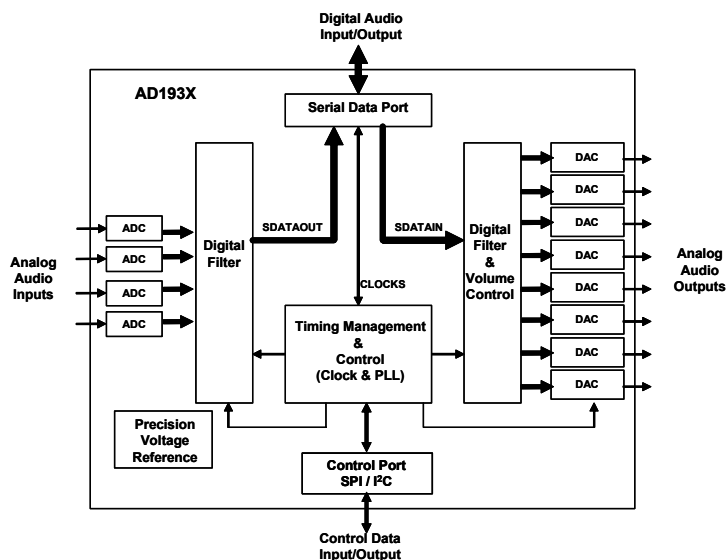 Digital Audio
Input/Output
AD193X
Serial Data Port
SDATAOUT
SDATAIN
CLOCKS
Analog
Audio
Inputs
ADC
ADC
ADC
ADC
Digital
Filter
Timing Management
&
Control
(Clock & PLL)
Digital
Filter
&
Volume
Control
DAC
DAC
DAC
DAC
DAC
DAC
DAC
DAC
Analog
Audio
Outputs
Precision
Voltage
Reference
Control Port
SPI / I²C
Control Data
Input/Output